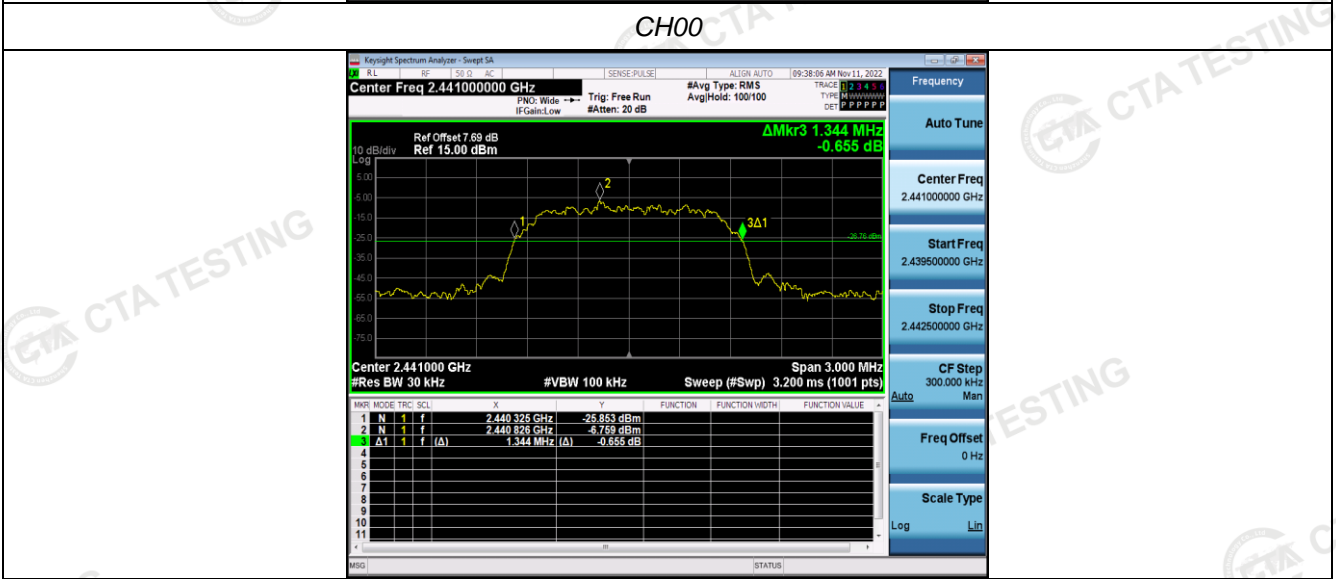 CH00
Keysight Spectrum Analyzer - Swept SA
RL RF 50 Ω AC SENSE:PULSE ALIGN AUTO 09:38:06 AM Nov 11, 2022
Center Freq 2.441000000 GHz
PNO: Wide
IFGain:Low
Trig: Free Run
#Atten: 20 dB
#Avg Type: RMS
Avg|Hold: 100/100
TRACE 1 2 3 4 5 6
TYPE M W W W W W
DET P P P P P P
Ref Offset 7.69 dB
10 dB/div Ref 15.00 dBm
Log
ΔMkr3 1.344 MHz
-0.655 dB
5.00
-5.00
-15.0
-25.0
-35.0
-45.0
-55.0
-65.0
-75.0
1
2
3Δ1
-26.76 dBm
Center 2.441000 GHz Span 3.000 MHz
#Res BW 30 kHz #VBW 100 kHz Sweep (#Swp) 3.200 ms (1001 pts)
MKR MODE TRC SCL X Y FUNCTION FUNCTION WIDTH FUNCTION VALUE
1 N 1 f 2.440 325 GHz -25.853 dBm
2 N 1 f 2.440 826 GHz -6.759 dBm
3 Δ1 1 f (Δ) 1.344 MHz (Δ) -0.655 dB
4
5
6
7
8
9
10
11
MSG STATUS
Frequency
Auto Tune
Center Freq
2.441000000 GHz
Start Freq
2.439500000 GHz
Stop Freq
2.442500000 GHz
CF Step
300.000 kHz
Auto Man
Freq Offset
0 Hz
Scale Type
Log Lin
CTA TESTING
CTA TESTING
CTA TESTING
ESTING
CTA